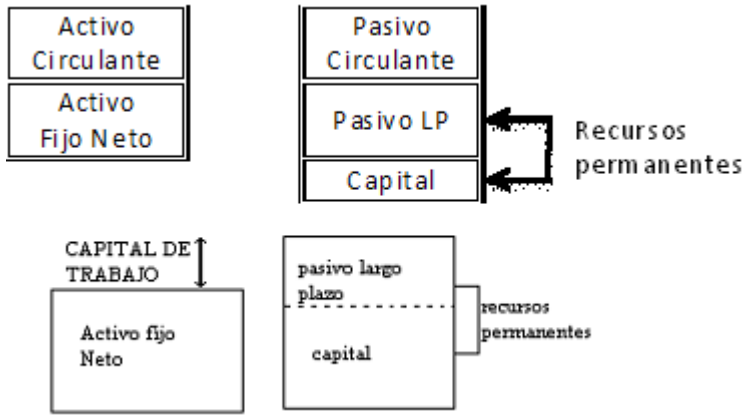 Activo
Circulante
Activo
Fijo Neto
Pasivo
Circulante
Pasivo LP
Capital
Recursos
permanentes
CAPITAL DE
TRABAJO
Activo fijo
Neto
pasivo largo
plazo
capital
recursos
permanentes